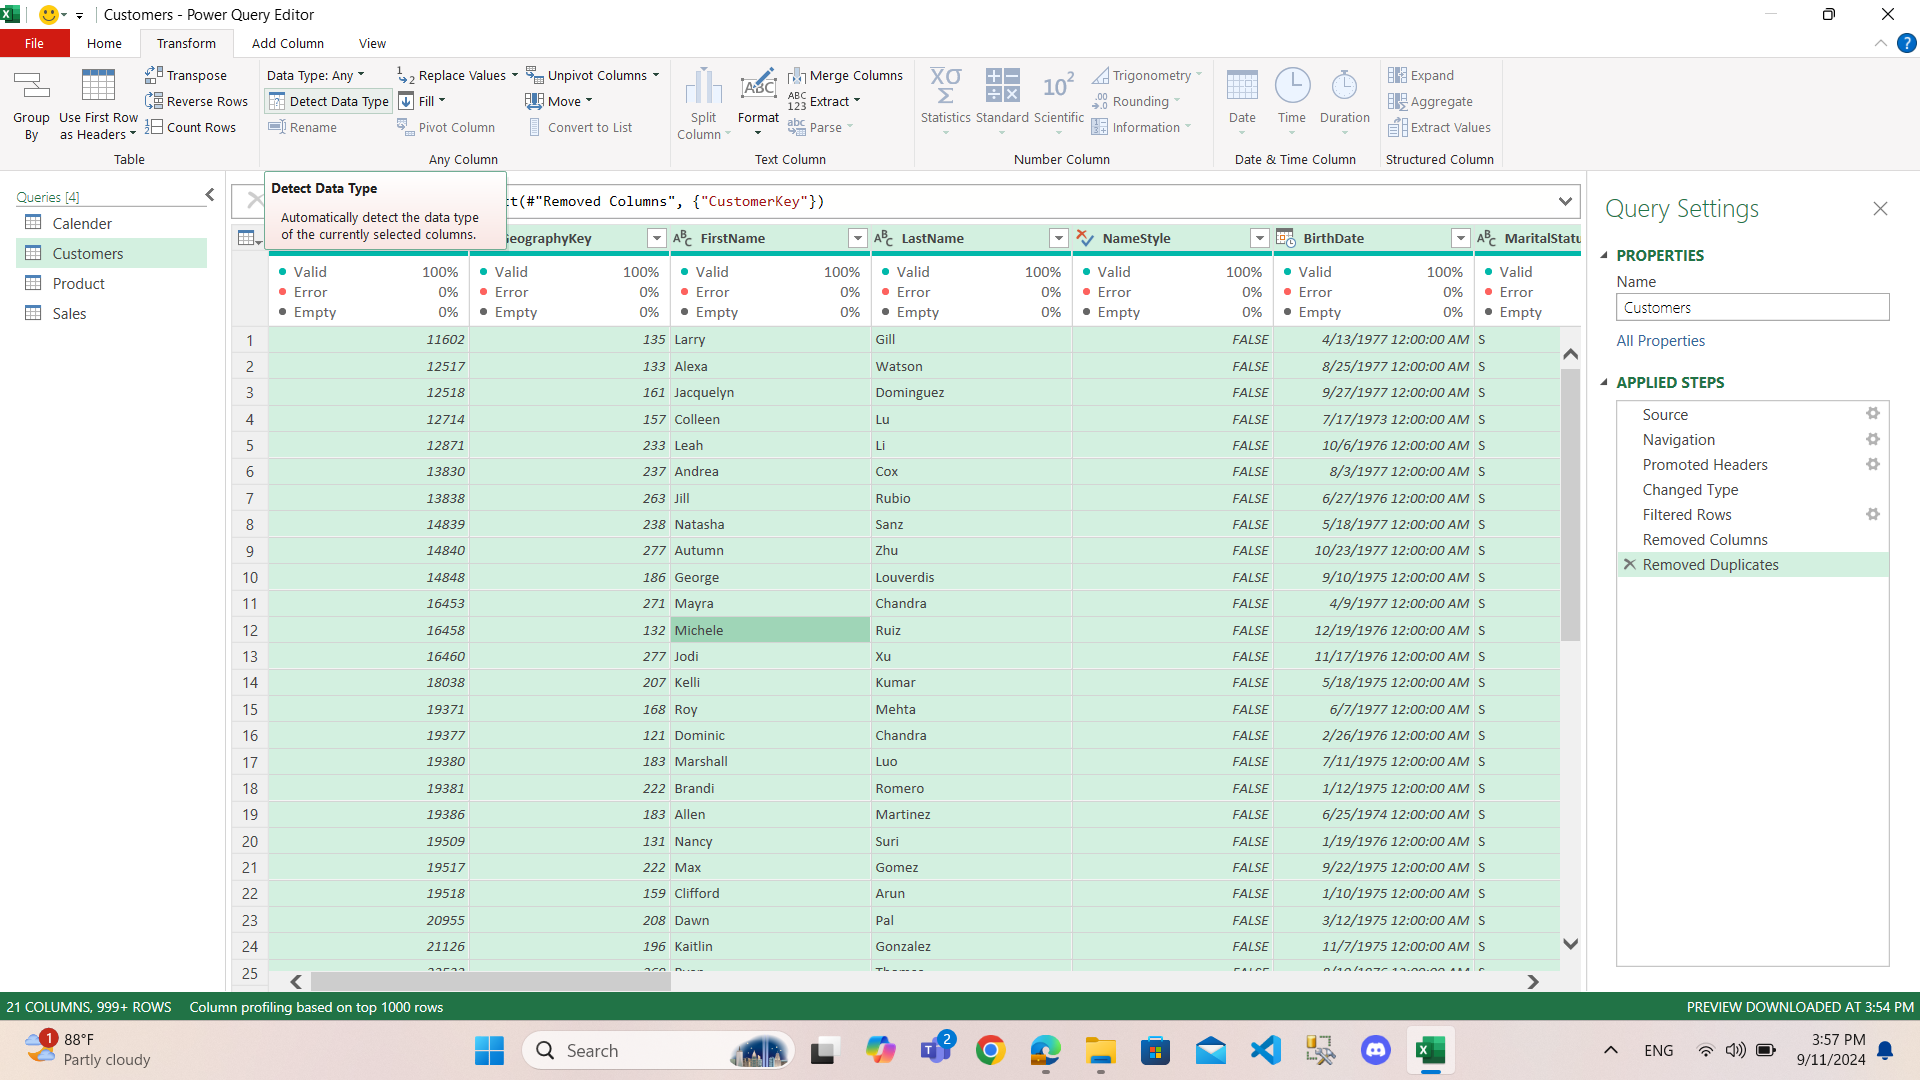 Customers - Power Query Editor
File
Home
Transform
Add Column
View
Group By
Use First Row as Headers
Transpose
Reverse Rows
Count Rows
Table
Data Type: Any
Detect Data Type
Rename
Replace Values
Fill
Pivot Column
Unpivot Columns
Move
Convert to List
Any Column
Split Column
Format
Merge Columns
Extract
Parse
Text Column
Statistics
Standard
Scientific
Trigonometry
Rounding
Information
Number Column
Date
Time
Duration
Date & Time Column
Expand
Aggregate
Extract Values
Structured Column
Queries [4]
Calender
Customers
Product
Sales
Detect Data Type
Automatically detect the data type
of the currently selected columns.
(#"Removed Columns", {"CustomerKey"})
FirstName LastName NameStyle BirthDate
Valid 100% Valid 100% Valid 100% Valid 100% Valid 100% Valid 100% Valid
Error 0% Error 0% Error 0% Error 0% Error 0% Error 0% Error
Empty 0% Empty 0% Empty 0% Empty 0% Empty 0% Empty 0% Empty
1 11602 135 Larry Gill FALSE 4/13/1977 12:00:00 AM S
2 12517 133 Alexa Watson FALSE 8/25/1977 12:00:00 AM S
3 12518 161 Jacquelyn Dominguez FALSE 9/27/1977 12:00:00 AM S
4 12714 157 Colleen Lu FALSE 7/17/1973 12:00:00 AM S
5 12871 233 Leah Li FALSE 10/6/1976 12:00:00 AM S
6 13830 237 Andrea Cox FALSE 8/3/1977 12:00:00 AM S
7 13838 263 Jill Rubio FALSE 6/27/1976 12:00:00 AM S
8 14839 238 Natasha Sanz FALSE 5/18/1977 12:00:00 AM S
9 14840 277 Autumn Zhu FALSE 10/23/1977 12:00:00 AM S
10 14848 186 George Louverdis FALSE 9/10/1975 12:00:00 AM S
11 16453 271 Mayra Chandra FALSE 4/9/1977 12:00:00 AM S
12 16458 132 Michele Ruiz FALSE 12/19/1976 12:00:00 AM S
13 16460 277 Jodi Xu FALSE 11/17/1976 12:00:00 AM S
14 18038 207 Kelli Kumar FALSE 5/18/1975 12:00:00 AM S
15 19371 168 Roy Mehta FALSE 6/7/1977 12:00:00 AM S
16 19377 121 Dominic Chandra FALSE 2/26/1976 12:00:00 AM S
17 19380 183 Marshall Luo FALSE 7/11/1975 12:00:00 AM S
18 19381 222 Brandi Romero FALSE 1/12/1975 12:00:00 AM S
19 19386 183 Allen Martinez FALSE 6/25/1974 12:00:00 AM S
20 19509 131 Nancy Suri FALSE 1/19/1976 12:00:00 AM S
21 19517 222 Max Gomez FALSE 9/22/1975 12:00:00 AM S
22 19518 159 Clifford Arun FALSE 1/10/1975 12:00:00 AM S
23 20955 208 Dawn Pal FALSE 3/12/1975 12:00:00 AM S
24 21126 196 Kaitlin Gonzalez FALSE 11/7/1975 12:00:00 AM S
25
Query Settings
PROPERTIES
Name
Customers
All Properties
APPLIED STEPS
Source
Navigation
Promoted Headers
Changed Type
Filtered Rows
Removed Columns
Removed Duplicates
21 COLUMNS, 999+ ROWS
Column profiling based on top 1000 rows
PREVIEW DOWNLOADED AT 3:54 PM
1
88°F
Partly cloudy
Search
2
ENG
3:57 PM
9/11/2024